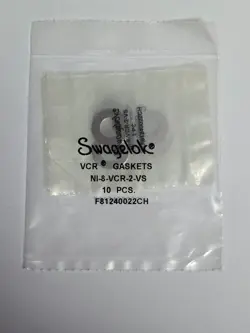 Swagelok®
VCR® GASKETS
Ni-8-VCR-2-VS
10 PCS.
F81240022CH